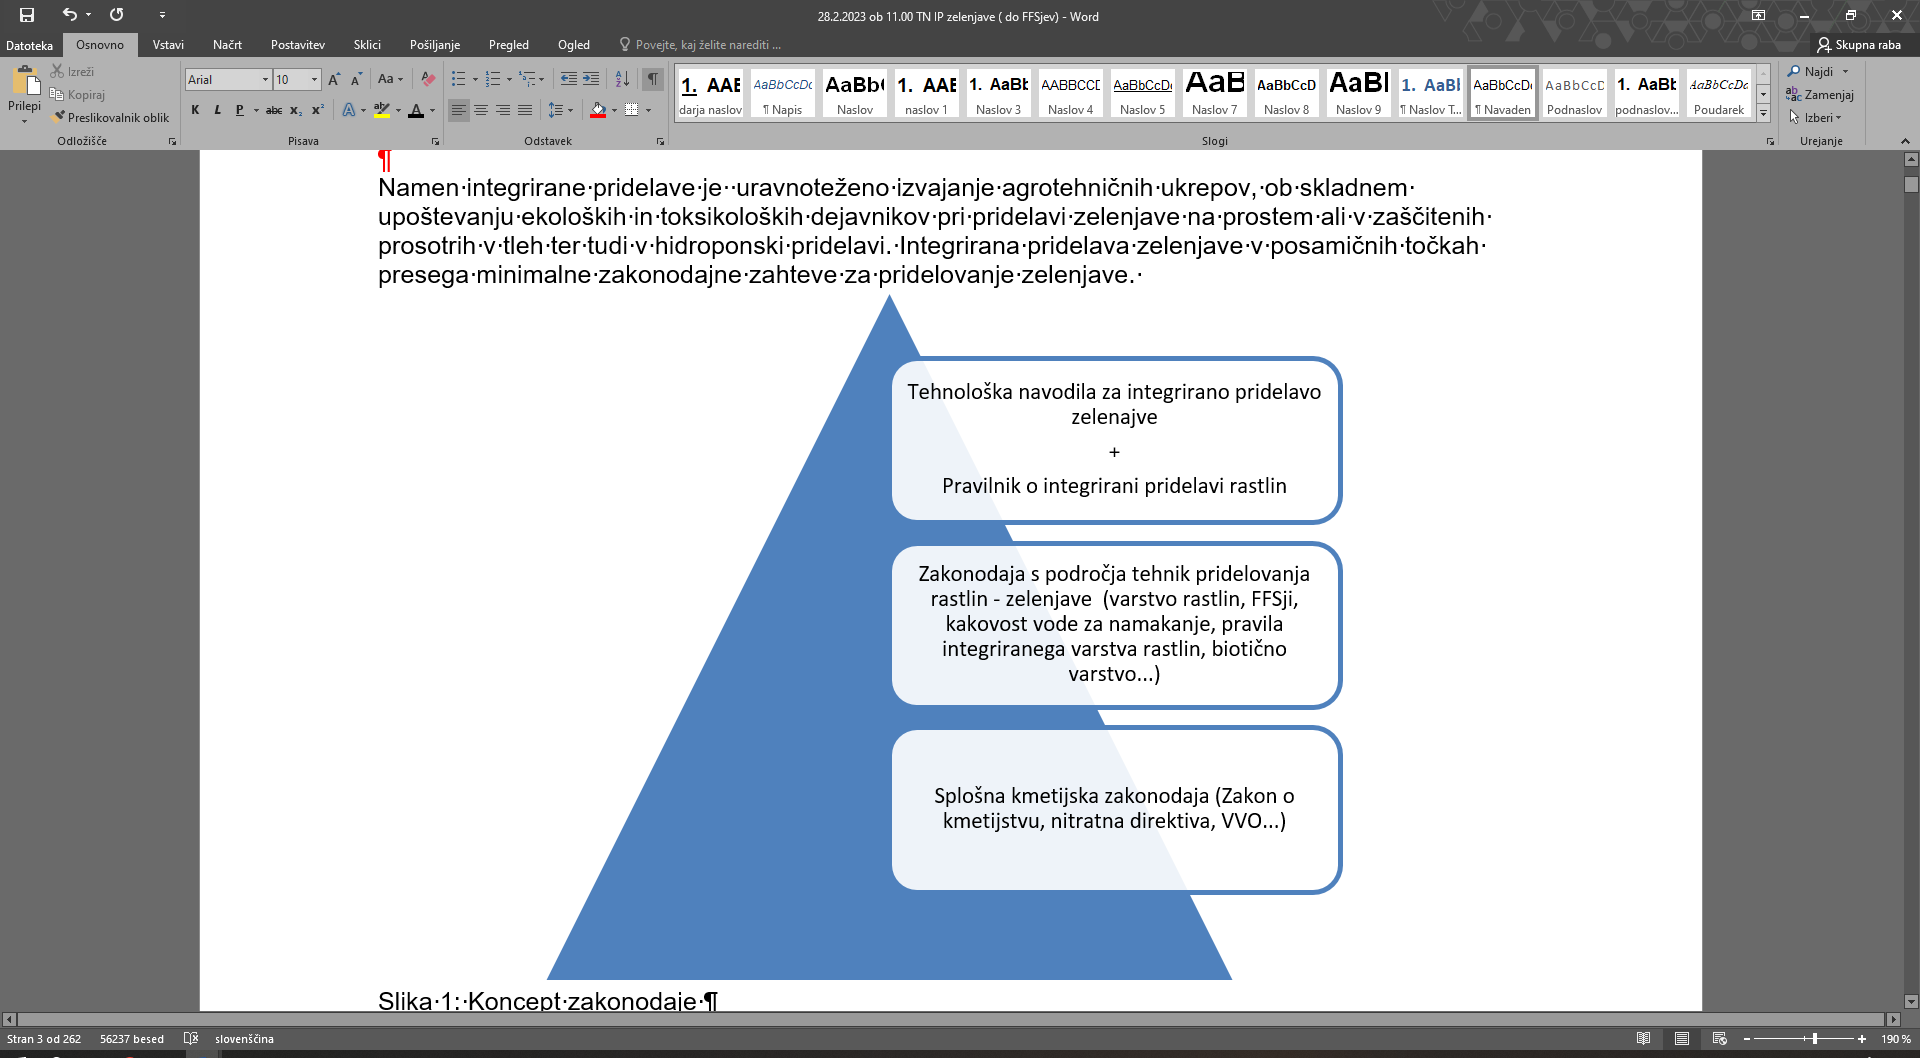 28.2.2023 ob 11.00 TN IP zelenjave ( do FFSjev) - Word
Datoteka Osnovno Vstavi Načrt Postavitev Sklici Pošiljanje Pregled Ogled Povejte, kaj želite narediti ... Skupna raba
Prilepi
Izreži
Kopiraj
Preslikovalnik oblik
Odložišče
Arial 10
Pisava
Odstavek
darja naslov ¶ Napis Naslov naslov 1 Naslov 3 Naslov 4 Naslov 5 Naslov 7 Naslov 8 Naslov 9 ¶ Naslov T... ¶ Navaden Podnaslov podnaslov... Poudarek
Slogi
Najdi
Zamenjaj
Izberi
Urejanje
¶
Namen·integrirane·pridelave·je··uravnoteženo·izvajanje·agrotehničnih·ukrepov,·ob·skladnem·
upoštevanju·ekoloških·in·toksikoloških·dejavnikov·pri·pridelavi·zelenjave·na·prostem·ali·v·zaščitenih·
prosotrih·v·tleh·ter·tudi·v·hidroponski·pridelavi.·Integrirana·pridelava·zelenjave·v·posamičnih·točkah·
presega·minimalne·zakonodajne·zahteve·za·pridelovanje·zelenjave.·
Tehnološka navodila za integrirano pridelavo
zelenajve
+
Pravilnik o integrirani pridelavi rastlin
Zakonodaja s področja tehnik pridelovanja
rastlin - zelenjave (varstvo rastlin, FFSji,
kakovost vode za namakanje, pravila
integriranega varstva rastlin, biotično
varstvo...)
Splošna kmetijska zakonodaja (Zakon o
kmetijstvu, nitratna direktiva, VVO...)
Slika·1:·Koncept·zakonodaje·¶
Stran 3 od 262 56237 besed slovenščina 190 %